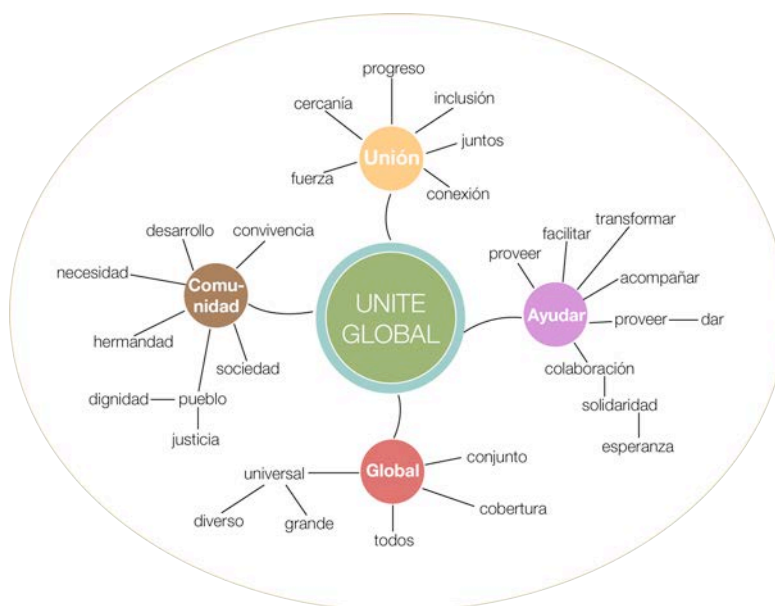 progreso
cercanía
inclusión
Unión
juntos
fuerza
conexión
desarrollo
convivencia
necesidad
Comu-
nidad
hermandad
sociedad
dignidad
pueblo
justicia
UNITE
GLOBAL
transformar
facilitar
proveer
acompañar
Ayudar
proveer
dar
colaboración
solidaridad
esperanza
universal
Global
conjunto
diverso
grande
cobertura
todos